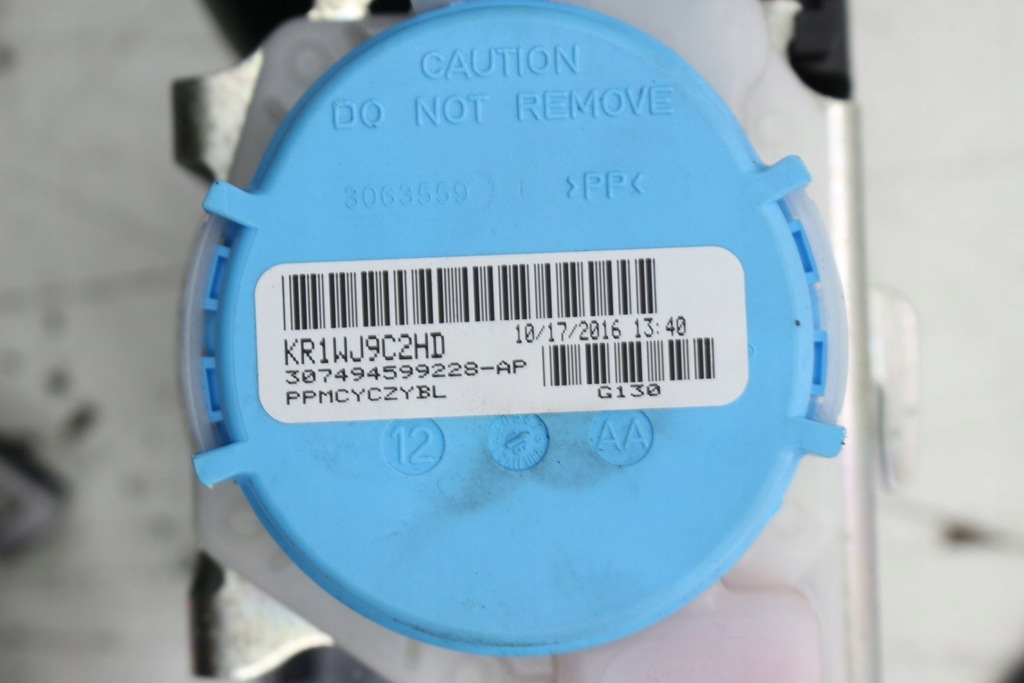 CAUTION
DO NOT REMOVE
3063559 >PP<
KR1WJ9C2HD 10/17/2016 13:40
307494599228-AP
PPMCYCZYBL G130
12 AA